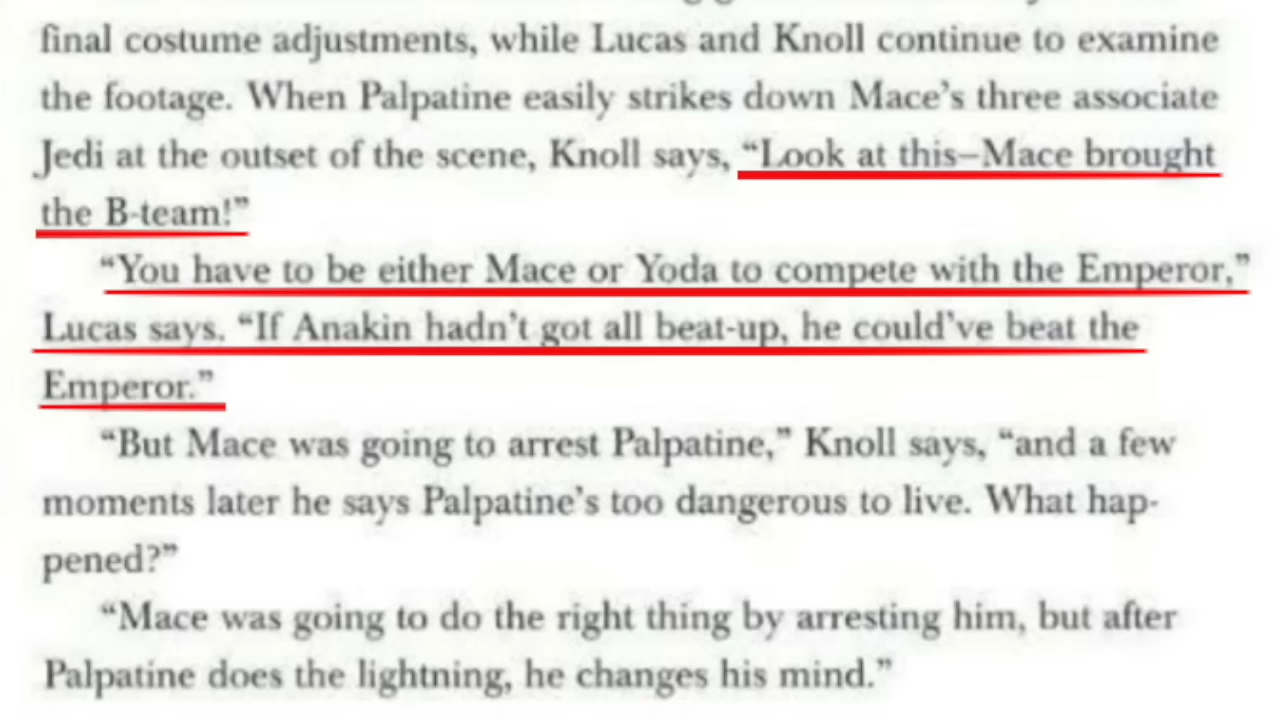 final costume adjustments, while Lucas and Knoll continue to examine
the footage. When Palpatine easily strikes down Mace’s three associate
Jedi at the outset of the scene, Knoll says, “Look at this–Mace brought
the B-team!”
“You have to be either Mace or Yoda to compete with the Emperor,”
Lucas says. “If Anakin hadn’t got all beat-up, he could’ve beat the
Emperor.”
“But Mace was going to arrest Palpatine,” Knoll says, “and a few
moments later he says Palpatine’s too dangerous to live. What hap-
pened?”
“Mace was going to do the right thing by arresting him, but after
Palpatine does the lightning, he changes his mind.”